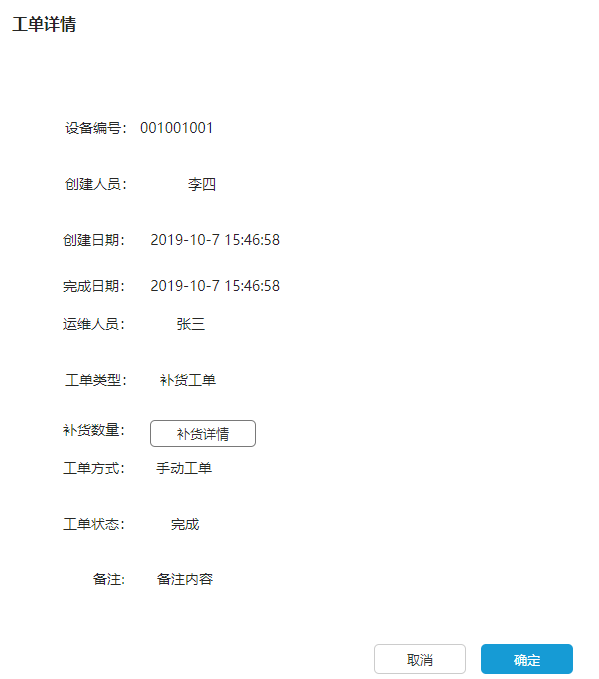 工单详情
设备编号： 001001001
创建人员： 李四
创建日期： 2019-10-7 15:46:58
完成日期： 2019-10-7 15:46:58
运维人员： 张三
工单类型： 补货工单
补货数量： 补货详情
工单方式： 手动工单
工单状态： 完成
备注： 备注内容
取消 确定